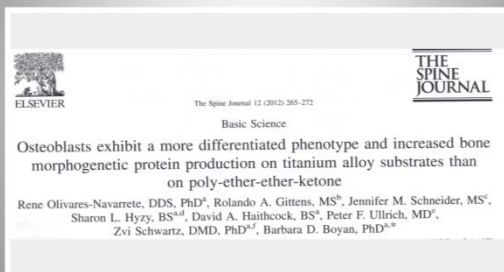 THE
SPINE
JOURNAL
ELSEVIER
The Spine Journal 12 (2012) 265–272
Basic Science
Osteoblasts exhibit a more differentiated phenotype and increased bone
morphogenetic protein production on titanium alloy substrates than
on poly-ether-ether-ketone
Rene Olivares-Navarrete, DDS, PhDᵃ, Rolando A. Gittens, MSᵇ, Jennifer M. Schneider, MSᶜ,
Sharon L. Hyzy, BSᵃ,ᵈ, David A. Haithcock, BSᵃ, Peter F. Ullrich, MDᵉ,
Zvi Schwartz, DMD, PhDᵃ,ᶠ, Barbara D. Boyan, PhDᵃ,*